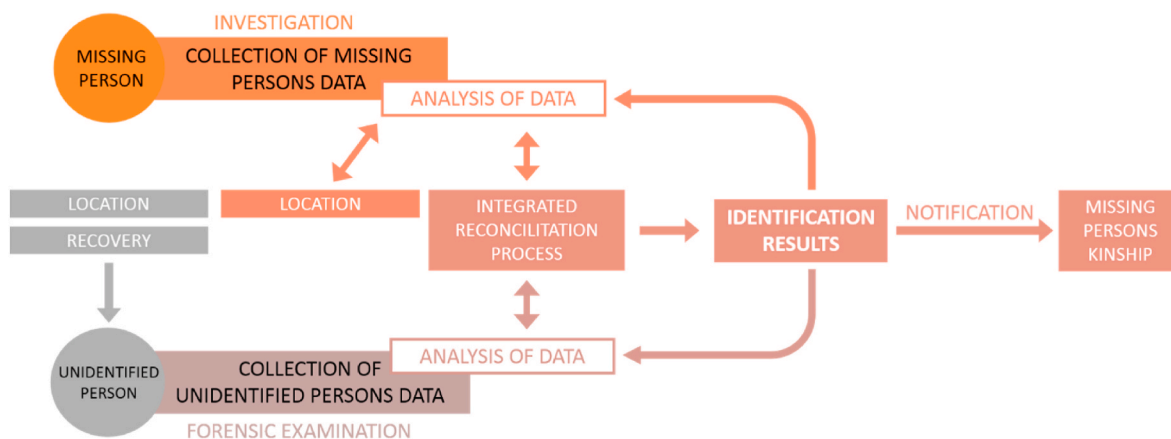 INVESTIGATION
MISSING
PERSON
COLLECTION OF MISSING
PERSONS DATA
ANALYSIS OF DATA
LOCATION
RECOVERY
LOCATION
INTEGRATED
RECONCILITATION
PROCESS
IDENTIFICATION
RESULTS
NOTIFICATION
MISSING
PERSONS
KINSHIP
ANALYSIS OF DATA
UNIDENTIFIED
PERSON
COLLECTION OF
UNIDENTIFIED PERSONS DATA
FORENSIC EXAMINATION